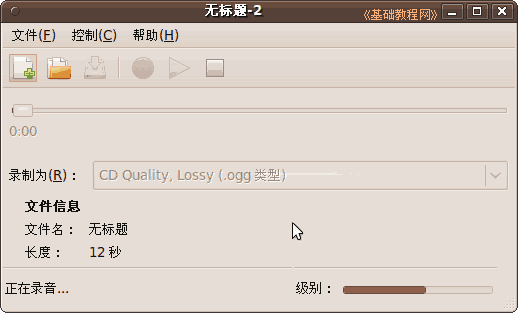 无标题-2
《基础教程网》
文件(F) 控制(C) 帮助(H)
0:00
录制为(R)： CD Quality, Lossy (.ogg 类型)
文件信息
文件名： 无标题
长度： 12 秒
正在录音... 级别：